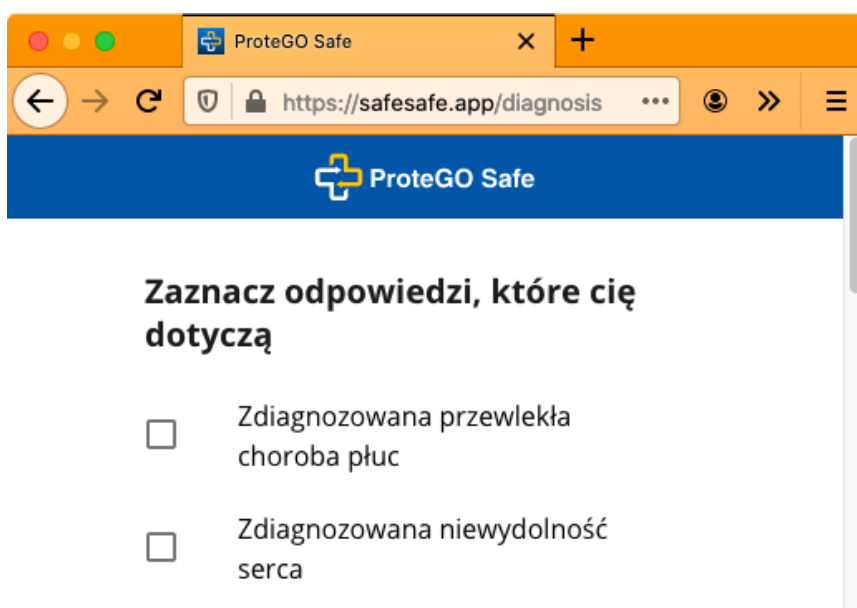 ProteGO Safe
https://safesafe.app/diagnosis
ProteGO Safe
Zaznacz odpowiedzi, które cię
dotyczą
Zdiagnozowana przewlekła
choroba płuc
Zdiagnozowana niewydolność
serca